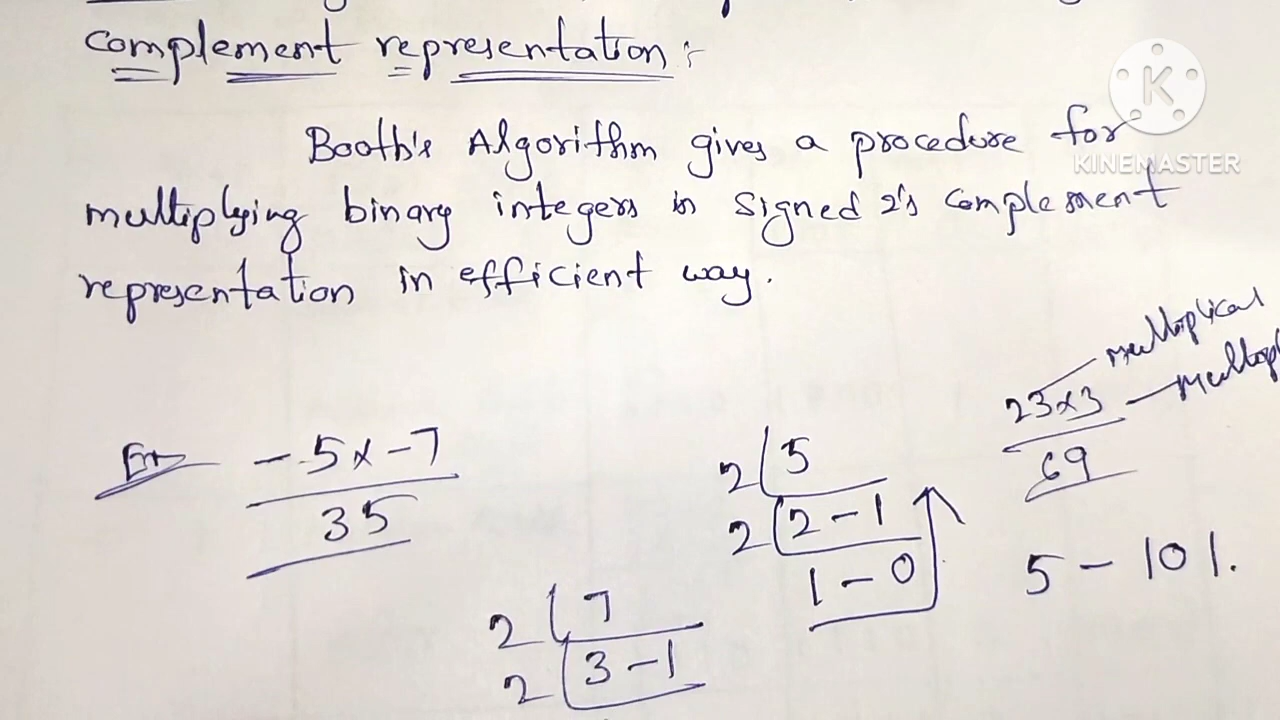 complement representation :-
K
KINEMASTER
Booth's Algorithm gives a procedure for
multiplying binary integers in signed 2's complement
representation in efficient way.
Ex - 5 x - 7
35
2 5
2 2 - 1
1 - 0
23x3
69
multiplical
5 - 101.
2 7
2 3 - 1